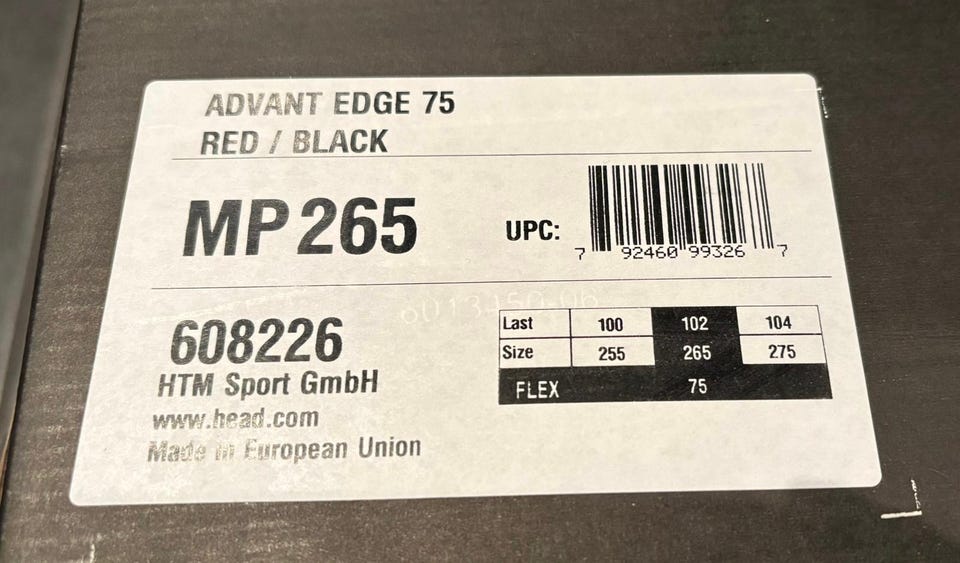 ADVANT EDGE 75
RED / BLACK
MP 265
UPC:
7 92460 99326 7
608226
HTM Sport GmbH
www.head.com
Made in European Union
Last 100 102 104
Size 255 265 275
FLEX 75